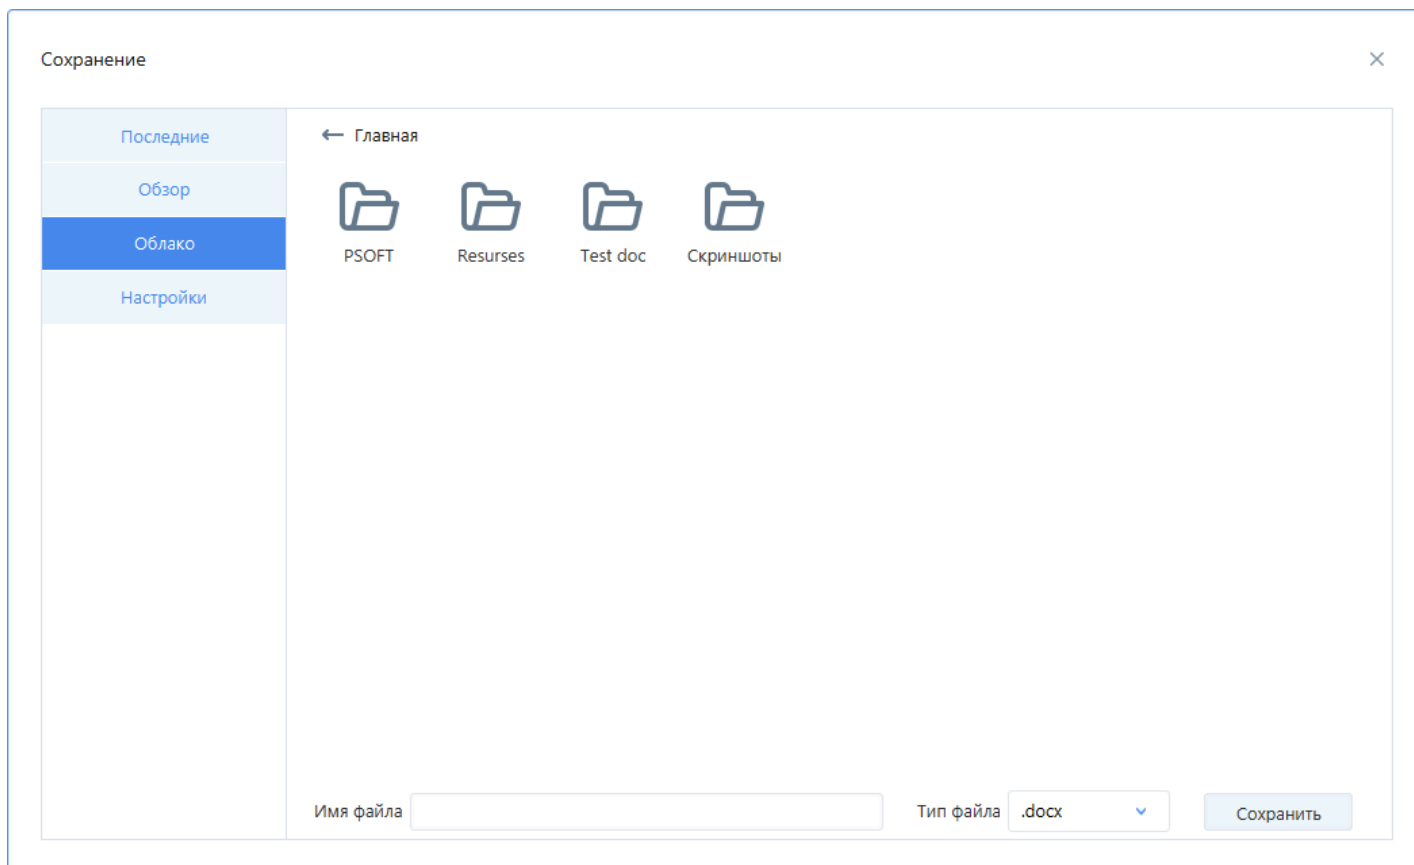 Сохранение
Последние
Обзор
Облако
Настройки
Главная
PSOFT
Resurses
Test doc
Скриншоты
Имя файла
Тип файла
.docx
Сохранить